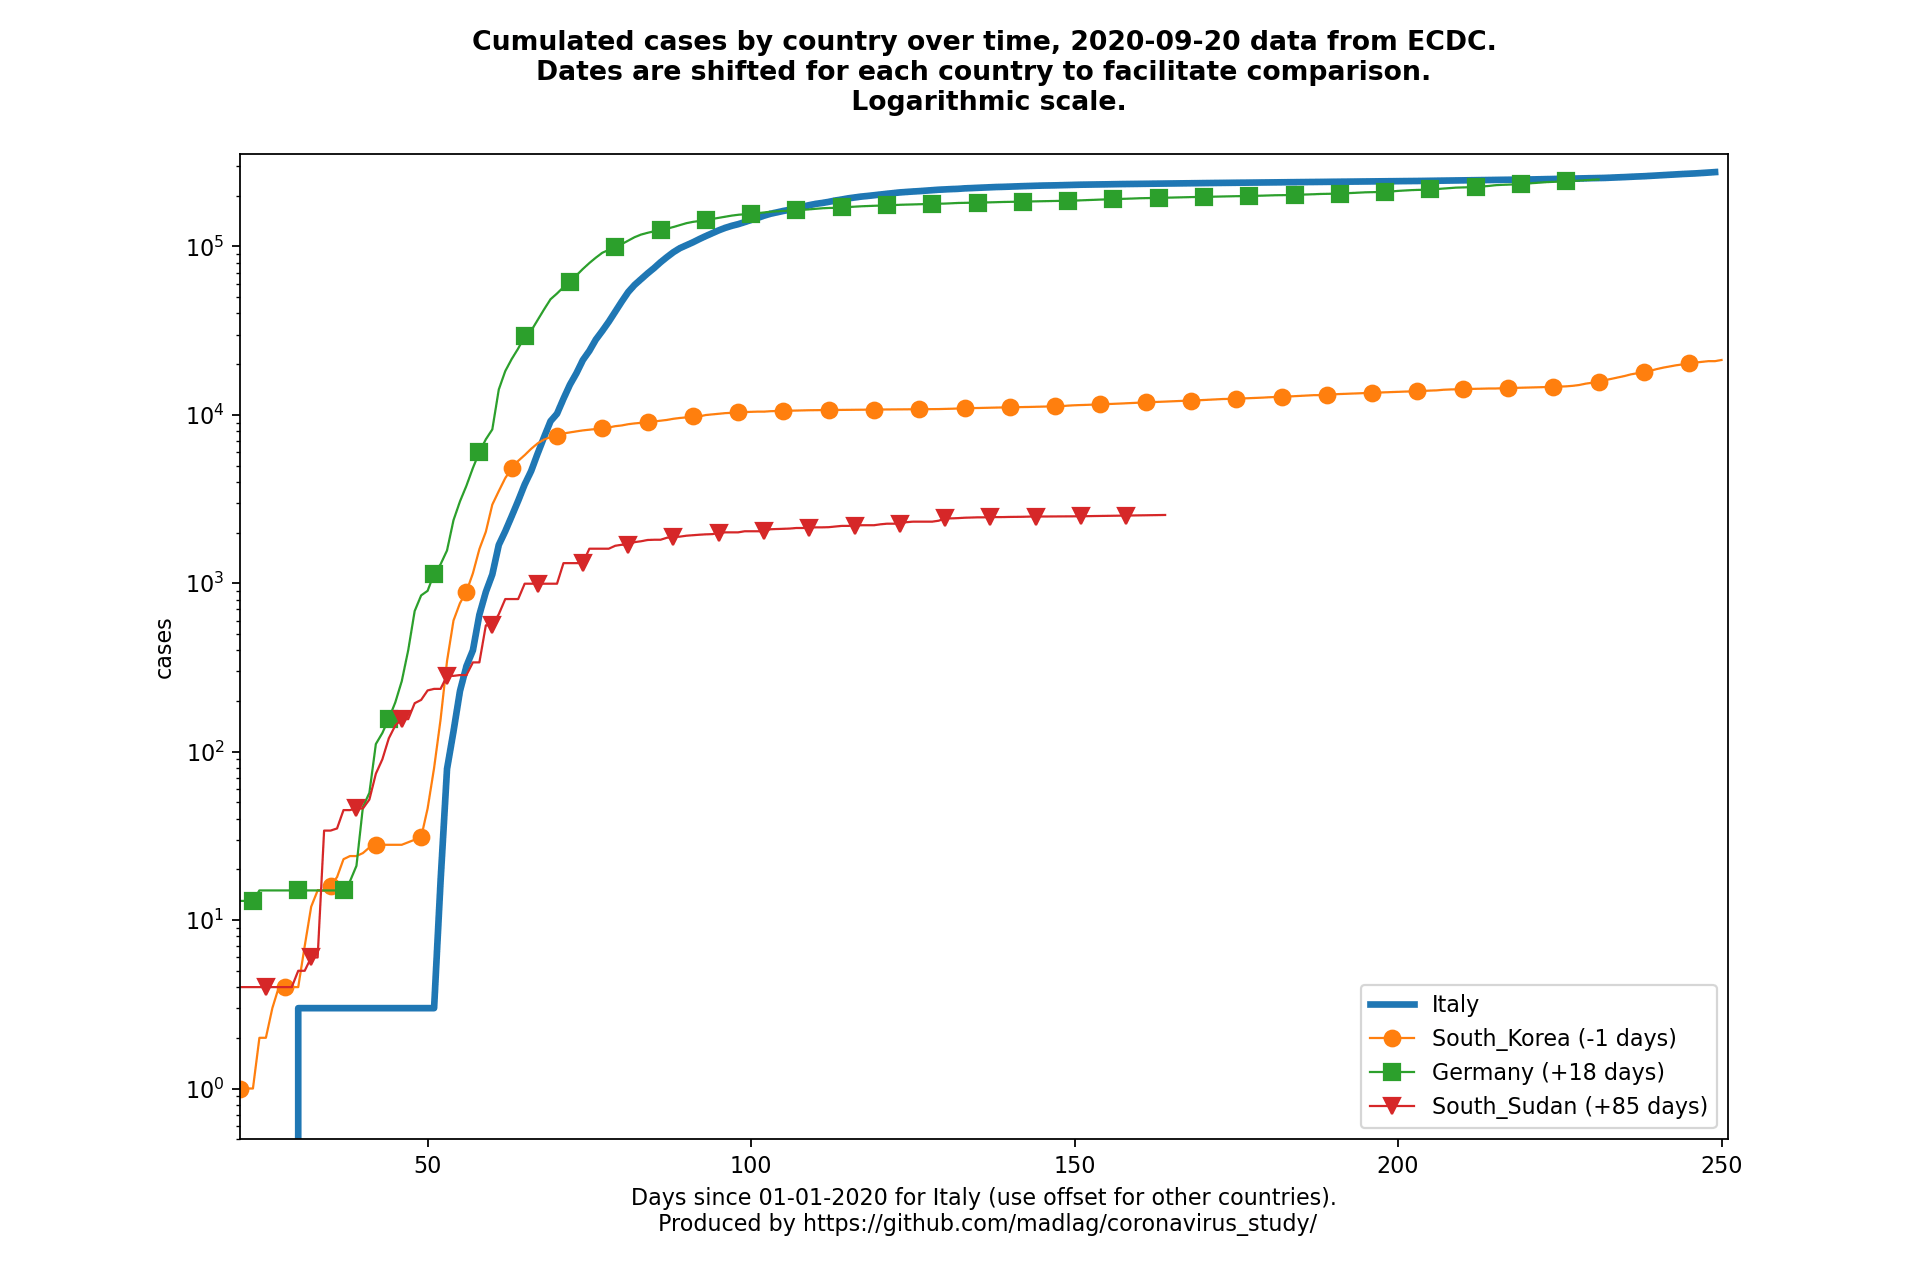 Cumulated cases by country over time, 2020-09-20 data from ECDC.
Dates are shifted for each country to facilitate comparison.
Logarithmic scale.
10^5
10^4
10^3
10^2
10^1
10^0
cases
Italy
South_Korea (-1 days)
Germany (+18 days)
South_Sudan (+85 days)
50 100 150 200 250
Days since 01-01-2020 for Italy (use offset for other countries).
Produced by https://github.com/madlag/coronavirus_study/